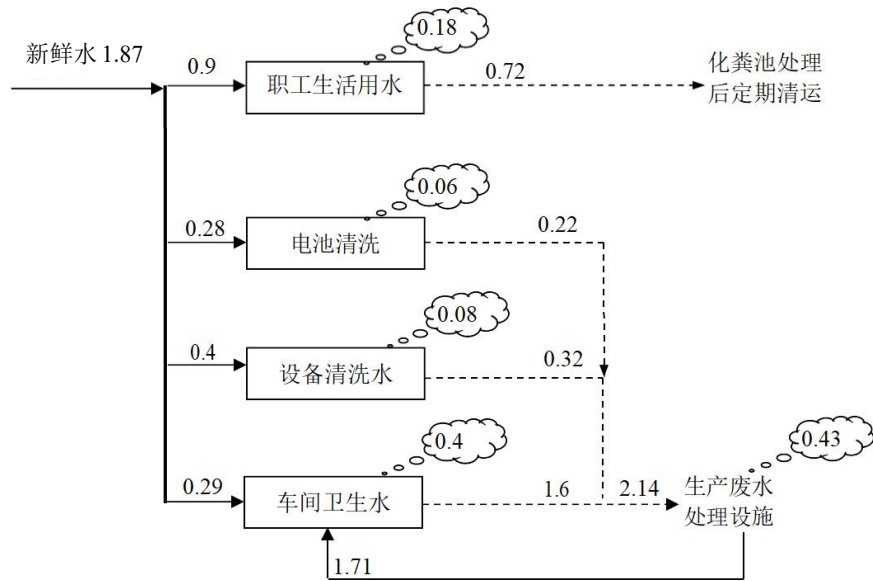 0.18
新鲜水 1.87
0.9
职工生活用水
0.72
化粪池处理
后定期清运
0.06
0.28
电池清洗
0.22
0.08
0.4
设备清洗水
0.32
0.4
0.43
0.29
车间卫生水
1.6
2.14
生产废水
处理设施
1.71